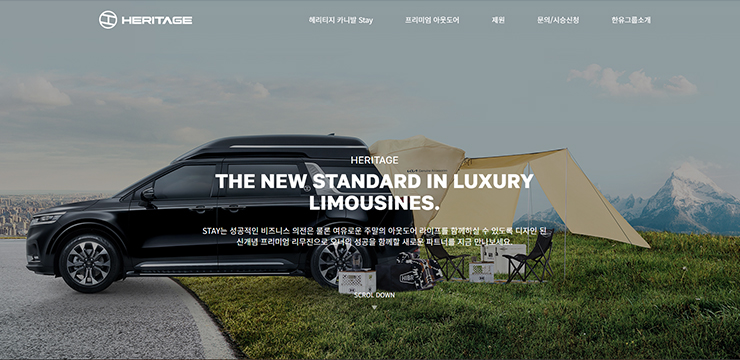 HERITAGE
헤리티지 카니발 Stay 프리미엄 아웃도어 제원 문의/시승신청 한유그룹소개
HERITAGE
THE NEW STANDARD IN LUXURY
LIMOUSINES.
STAY는 성공적인 비즈니스 의전은 물론 여유로운 주말의 아웃도어 라이프를 함께하실 수 있도록 디자인 된
신개념 프리미엄 리무진으로 오너의 성공을 함께할 새로운 파트너를 지금 만나보세요.
SCROL DOWN